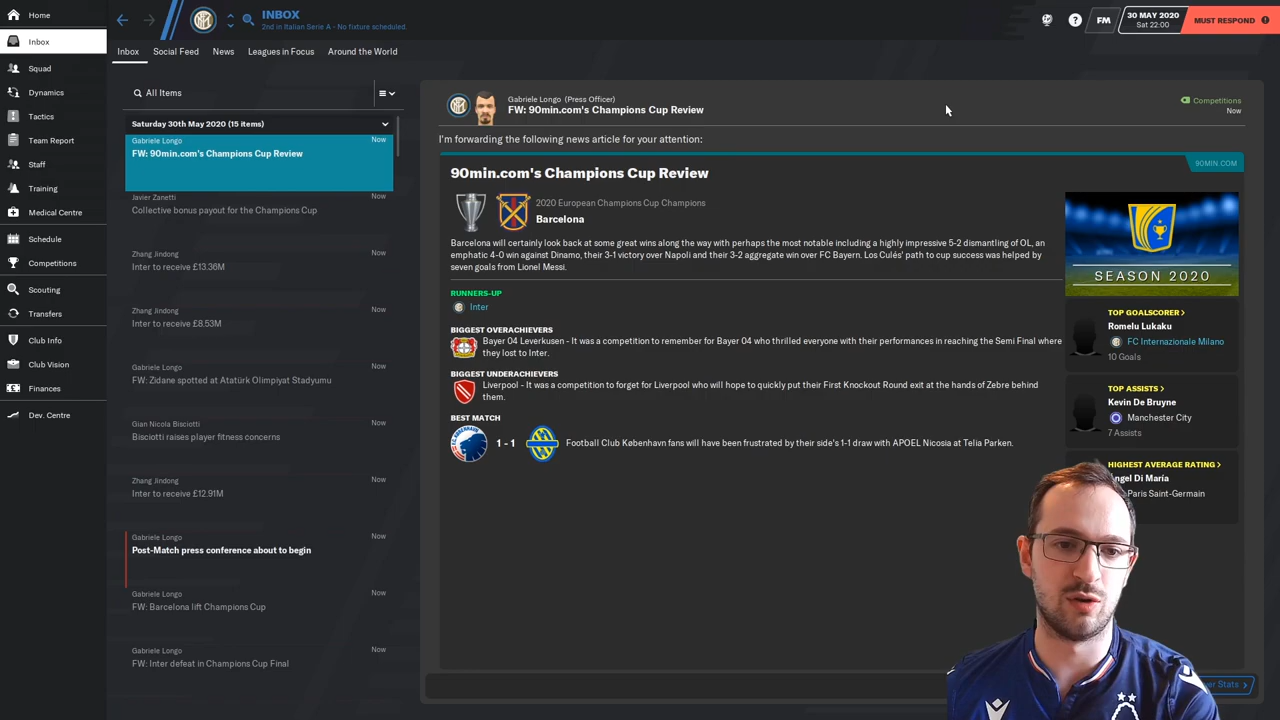 Home
Inbox
Squad
Dynamics
Tactics
Team Report
Staff
Training
Medical Centre
Schedule
Competitions
Scouting
Transfers
Club Info
Club Vision
Finances
Dev. Centre
INBOX
2nd in Italian Serie A - No fixture scheduled.
FM
30 MAY 2020
Sat 22:00
MUST RESPOND
Inbox Social Feed News Leagues in Focus Around the World
All Items
Saturday 30th May 2020 (15 items)
Gabriele Longo Now
FW: 90min.com's Champions Cup Review
Javier Zanetti Now
Collective bonus payout for the Champions Cup
Zhang Jindong Now
Inter to receive £13.36M
Zhang Jindong Now
Inter to receive £8.53M
Gabriele Longo Now
FW: Zidane spotted at Atatürk Olimpiyat Stadyumu
Gian Nicola Bisciotti Now
Bisciotti raises player fitness concerns
Zhang Jindong Now
Inter to receive £12.91M
Gabriele Longo Now
Post-Match press conference about to begin
Gabriele Longo Now
FW: Barcelona lift Champions Cup
Gabriele Longo Now
FW: Inter defeat in Champions Cup Final
Gabriele Longo (Press Officer)
FW: 90min.com's Champions Cup Review
Competitions
Now
I'm forwarding the following news article for your attention:
90MIN.COM
90min.com's Champions Cup Review
2020 European Champions Cup Champions
Barcelona
Barcelona will certainly look back at some great wins along the way with perhaps the most notable including a highly impressive 5-2 dismantling of OL, an
emphatic 4-0 win against Dinamo, their 3-1 victory over Napoli and their 3-2 aggregate win over FC Bayern. Los Culés' path to cup success was helped by
seven goals from Lionel Messi.
RUNNERS-UP
Inter
BIGGEST OVERACHIEVERS
Bayer 04 Leverkusen - It was a competition to remember for Bayer 04 who thrilled everyone with their performances in reaching the Semi Final where
they lost to Inter.
BIGGEST UNDERACHIEVERS
Liverpool - It was a competition to forget for Liverpool who will hope to quickly put their First Knockout Round exit at the hands of Zebre behind
them.
BEST MATCH
1 - 1
Football Club København fans will have been frustrated by their side's 1-1 draw with APOEL Nicosia at Telia Parken.
SEASON 2020
TOP GOALSCORER >
Romelu Lukaku
FC Internazionale Milano
10 Goals
TOP ASSISTS >
Kevin De Bruyne
Manchester City
7 Assists
HIGHEST AVERAGE RATING >
Ángel Di María
Paris Saint-Germain
Stats >